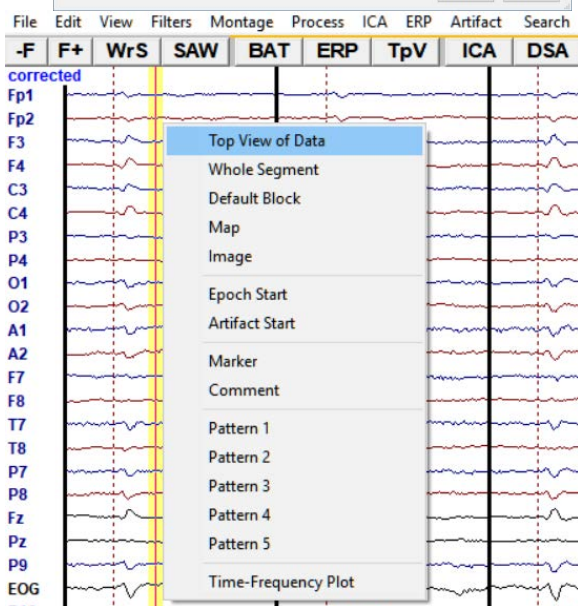 File Edit View Filters Montage Process ICA ERP Artifact Search
-F F+ WrS SAW BAT ERP TpV ICA DSA
corrected
Fp1
Fp2
F3
F4
C3
C4
P3
P4
O1
O2
A1
A2
F7
F8
T7
T8
P7
P8
Fz
Pz
P9
EOG
Top View of Data
Whole Segment
Default Block
Map
Image
Epoch Start
Artifact Start
Marker
Comment
Pattern 1
Pattern 2
Pattern 3
Pattern 4
Pattern 5
Time-Frequency Plot